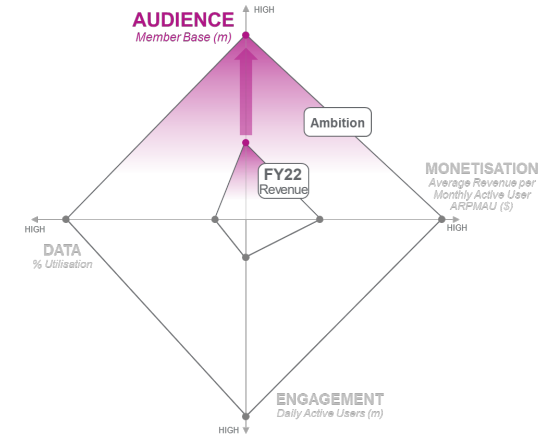 HIGH
AUDIENCE
Member Base (m)
Ambition
FY22
Revenue
MONETISATION
Average Revenue per
Monthly Active User
ARPMAU ($)
HIGH
HIGH
DATA
% Utilisation
ENGAGEMENT
Daily Active Users (m)
HIGH